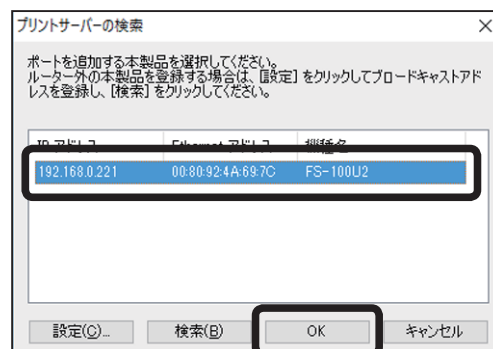 プリントサーバーの検索
ポートを追加する本製品を選択してください。
ルーター外の本製品を登録する場合は、[設定] をクリックしてブロードキャストアド
レスを登録し、[検索] をクリックしてください。
IP アドレス Ethernet アドレス 機種名
192.168.0.221 00:80:92:4A:69:7C FS-100U2
設定(C)... 検索(B) OK キャンセル